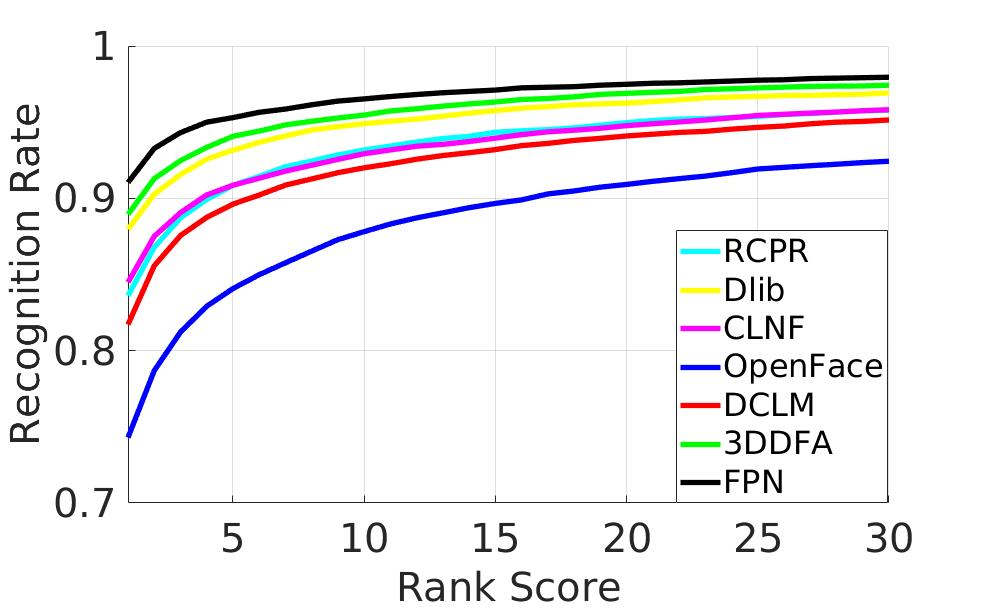 Recognition Rate
1
0.9
0.8
0.7
RCPR
Dlib
CLNF
OpenFace
DCLM
3DDFA
FPN
5 10 15 20 25 30
Rank Score